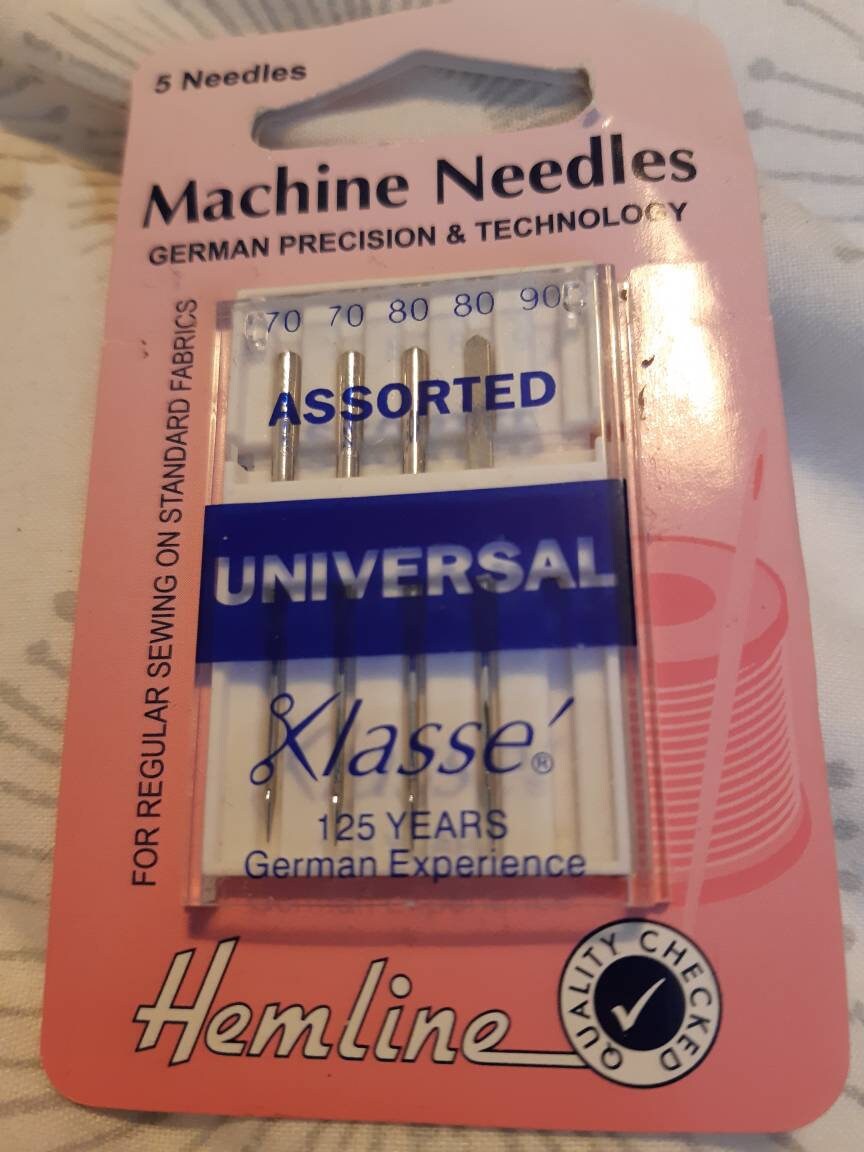 5 Needles
Machine Needles
GERMAN PRECISION & TECHNOLOGY
FOR REGULAR SEWING ON STANDARD FABRICS
70 70 80 80 90
ASSORTED
UNIVERSAL
Klassé®
125 YEARS
German Experience
Hemline
QUALITY CHECKED